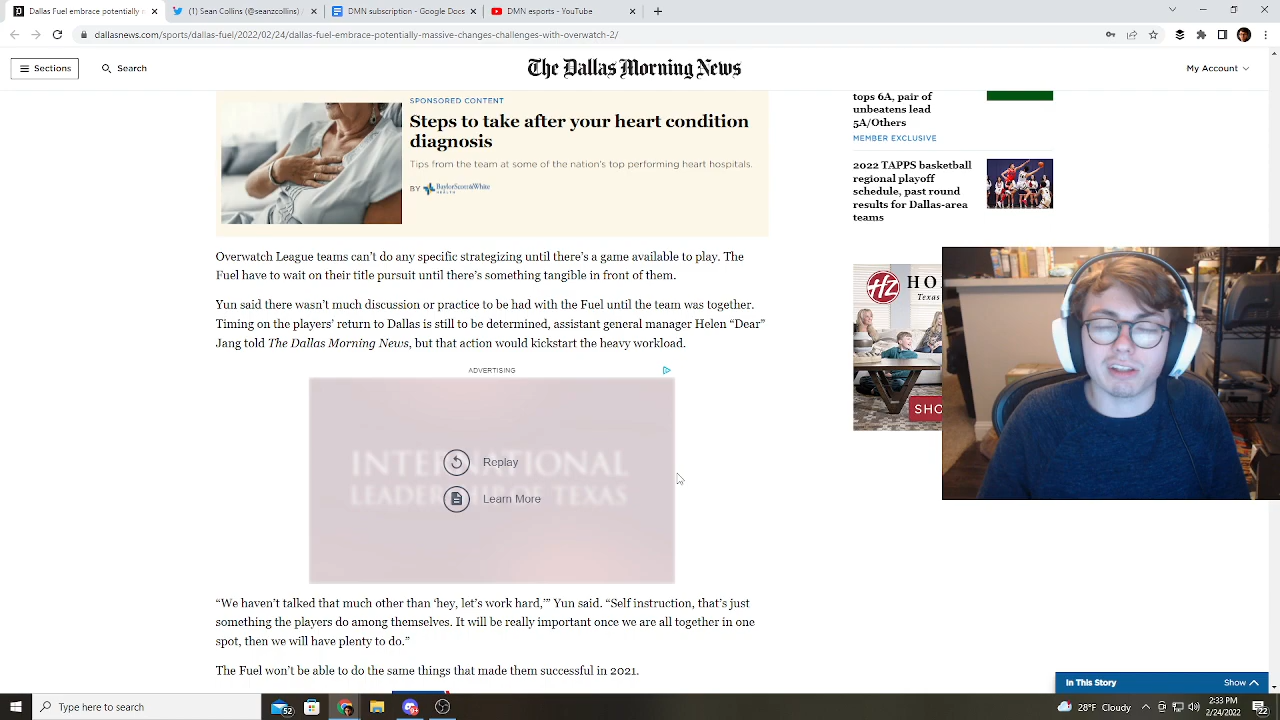 Dallas Fuel embrace potentially
(1) Sean Collins (@seanzcollins)
DMN subscription - Google Docs
DMN esports - YouTube
dallasnews.com/sports/dallas-fuel/2022/02/24/dallas-fuel-embrace-potentially-massive-changes-challenges-with-overwatch-2/
Sections
Search
The Dallas Morning News
My Account
SPONSORED CONTENT
Steps to take after your heart condition
diagnosis
Tips from the team at some of the nation's top performing heart hospitals.
BY BaylorScott&White
HEALTH
tops 6A, pair of
unbeatens lead
5A/Others
MEMBER EXCLUSIVE
2022 TAPPS basketball
regional playoff
schedule, past round
results for Dallas-area
teams
Overwatch League teams can't do any specific strategizing until there's a game available to play. The
Fuel have to wait on their title pursuit until there's something tangible in front of them.
Yun said there wasn't much discussion or practice to be had with the Fuel until the team was together.
Timing on the players' return to Dallas is still to be determined, assistant general manager Helen “Dear”
Jang told The Dallas Morning News, but that action would kickstart the heavy workload.
HZ
HO
Texas
SHO
ADVERTISING
INTERNATIONAL
TEXAS
Replay
Learn More
“We haven't talked that much other than ‘hey, let's work hard,’” Yun said. “Self instruction, that's just
something the players do among themselves. It will be really important once we are all together in one
spot, then we will have plenty to do.”
The Fuel won't be able to do the same things that made them successful in 2021.
In This Story
Show
Type here to search
52
28°F Cloudy
2:33 PM
2/24/2022
22